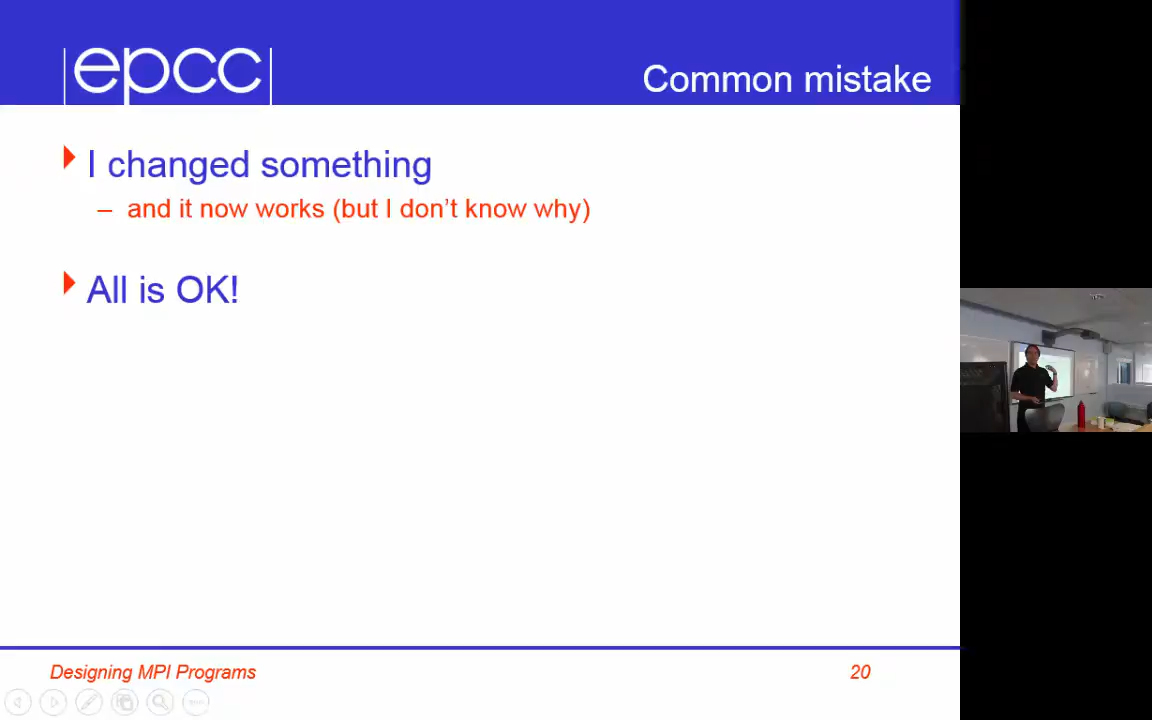 epcc
Common mistake
I changed something
– and it now works (but I don't know why)
All is OK!
Designing MPI Programs
20